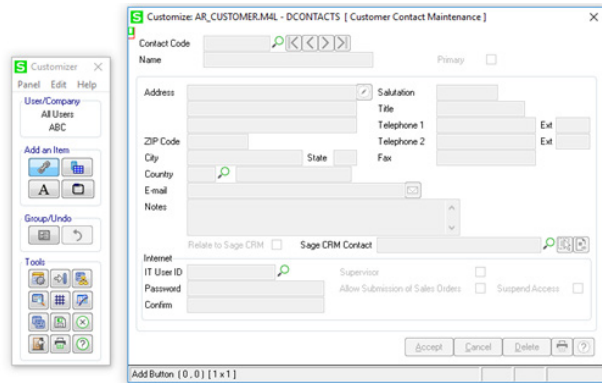 S Customizer
Panel Edit Help
User/Company
All Users
ABC
Add an Item
A
Group/Undo
Tools
S Customize: AR_CUSTOMER.M4L - DCONTACTS [ Customer Contact Maintenance ]
Contact Code
Name Primary
Address Salutation
Title
Telephone 1 Ext
ZIP Code Telephone 2 Ext
City State Fax
Country
E-mail
Notes
Relate to Sage CRM Sage CRM Contact
Internet
IT User ID Supervisor
Password Allow Submission of Sales Orders Suspend Access
Confirm
Accept Cancel Delete
Add Button ( 0 , 0 ) [ 1 x 1 ]